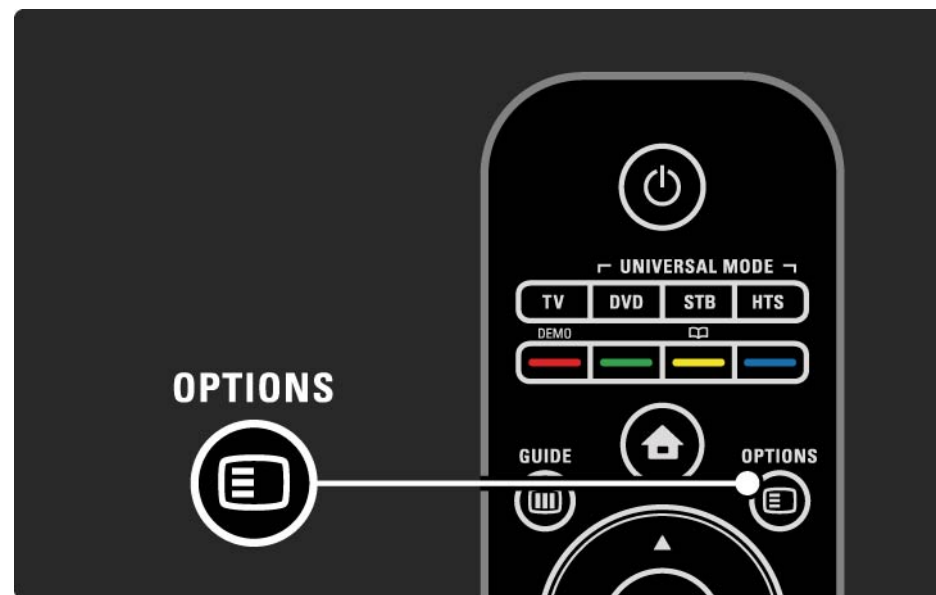 UNIVERSAL MODE
TV DVD STB HTS
DEMO
OPTIONS
GUIDE OPTIONS